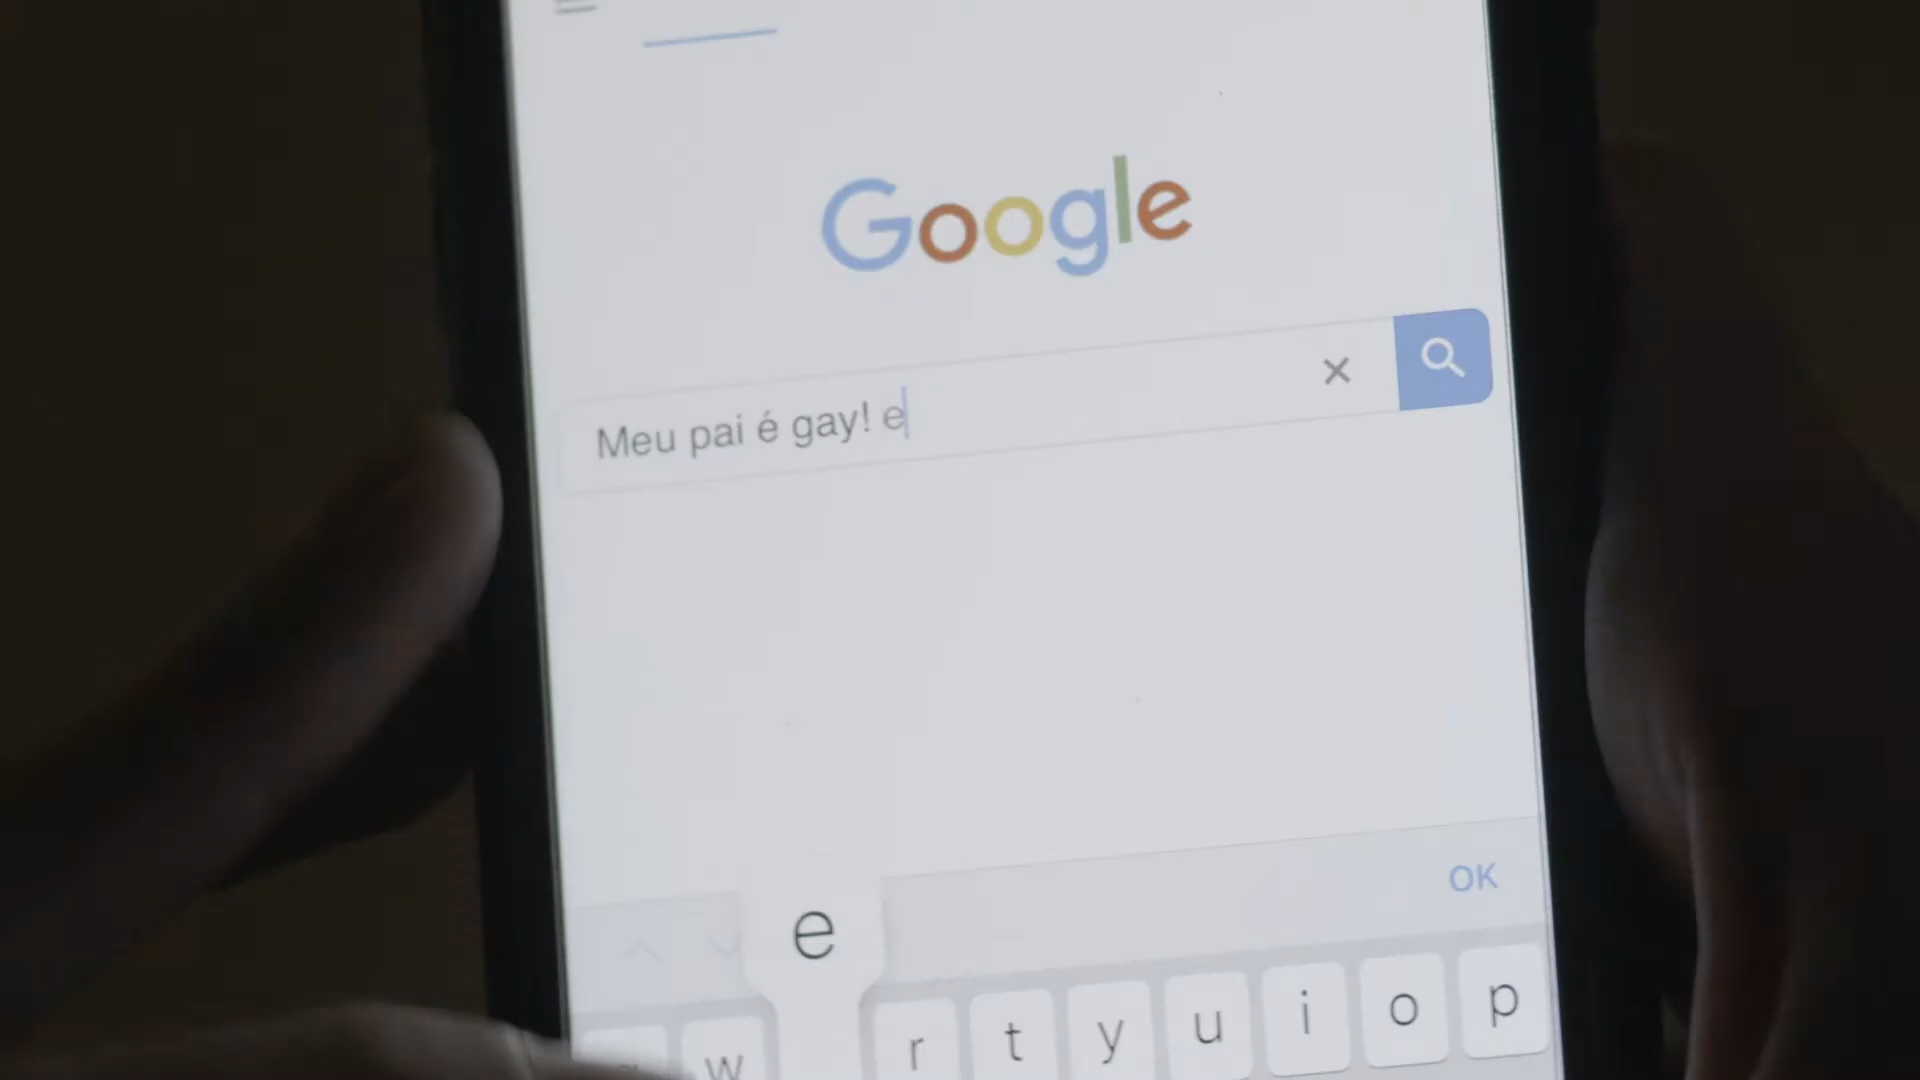 Google
Meu pai é gay! e
OK
e
w r t y u i o p